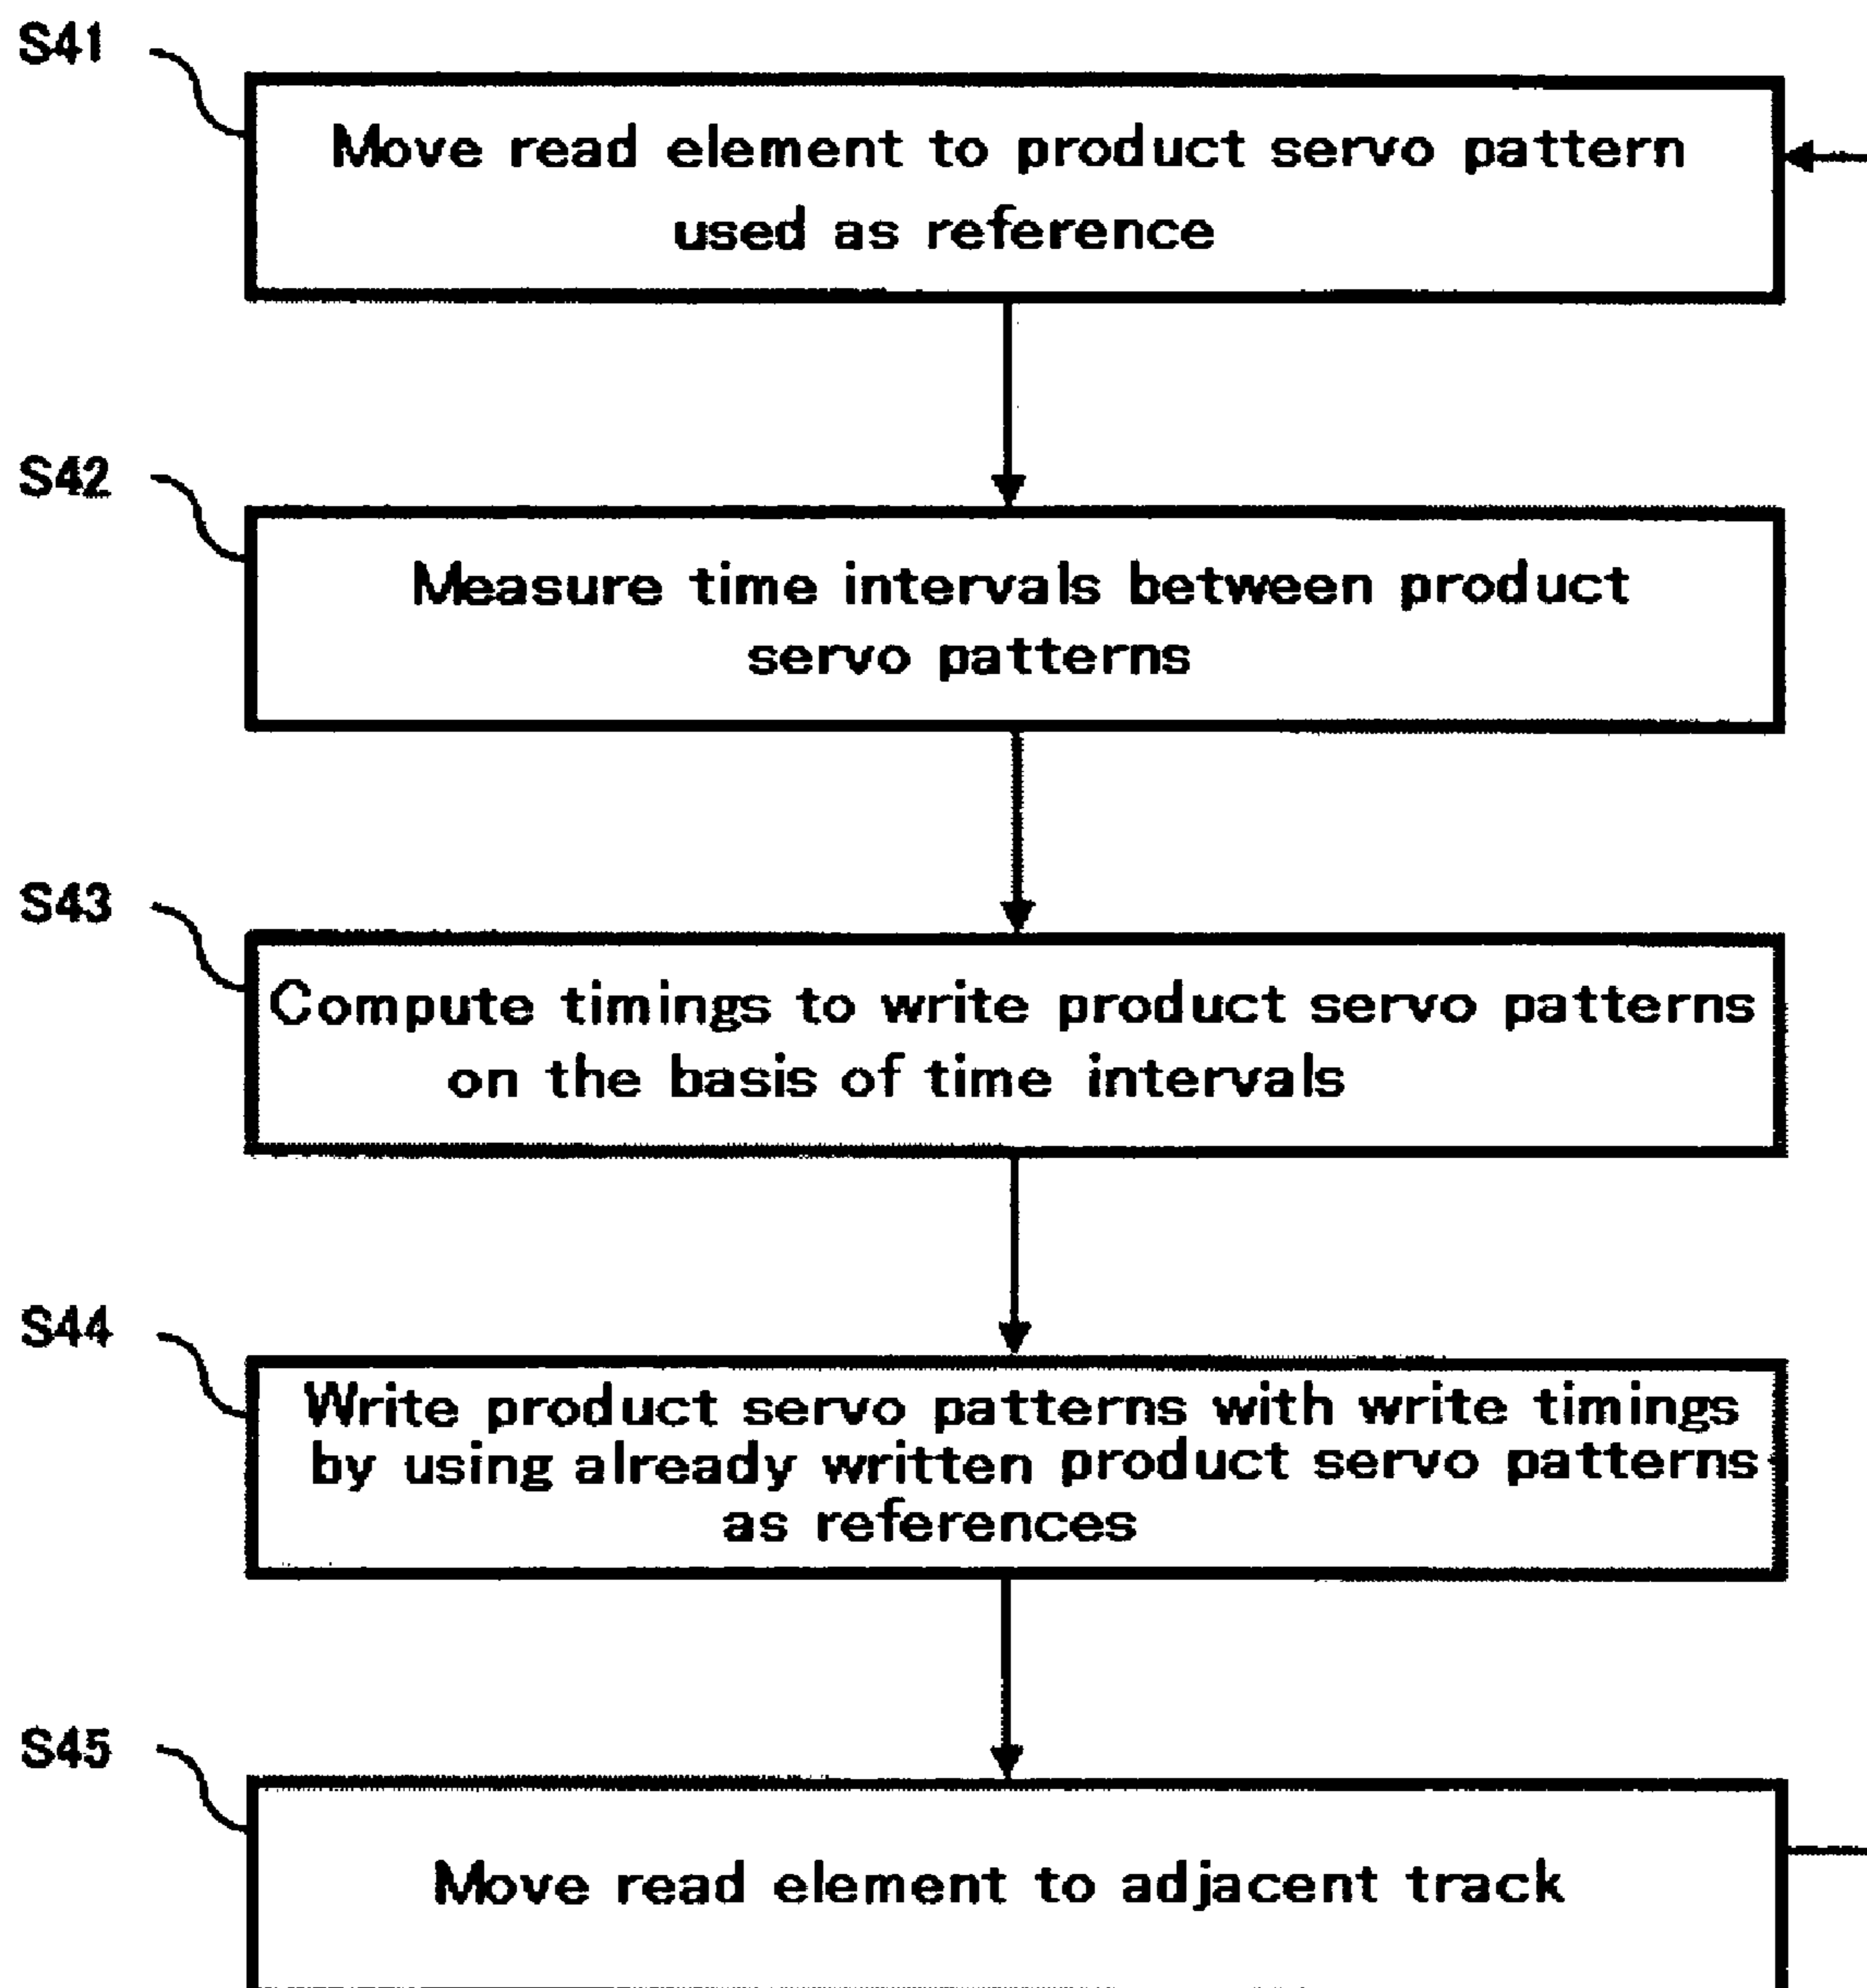 S41
Move read element to product servo pattern
used as reference
S42
Measure time intervals between product
servo patterns
S43
Compute timings to write product servo patterns
on the basis of time intervals
S44
Write product servo patterns with write timings
by using already written product servo patterns
as references
S45
Move read element to adjacent track